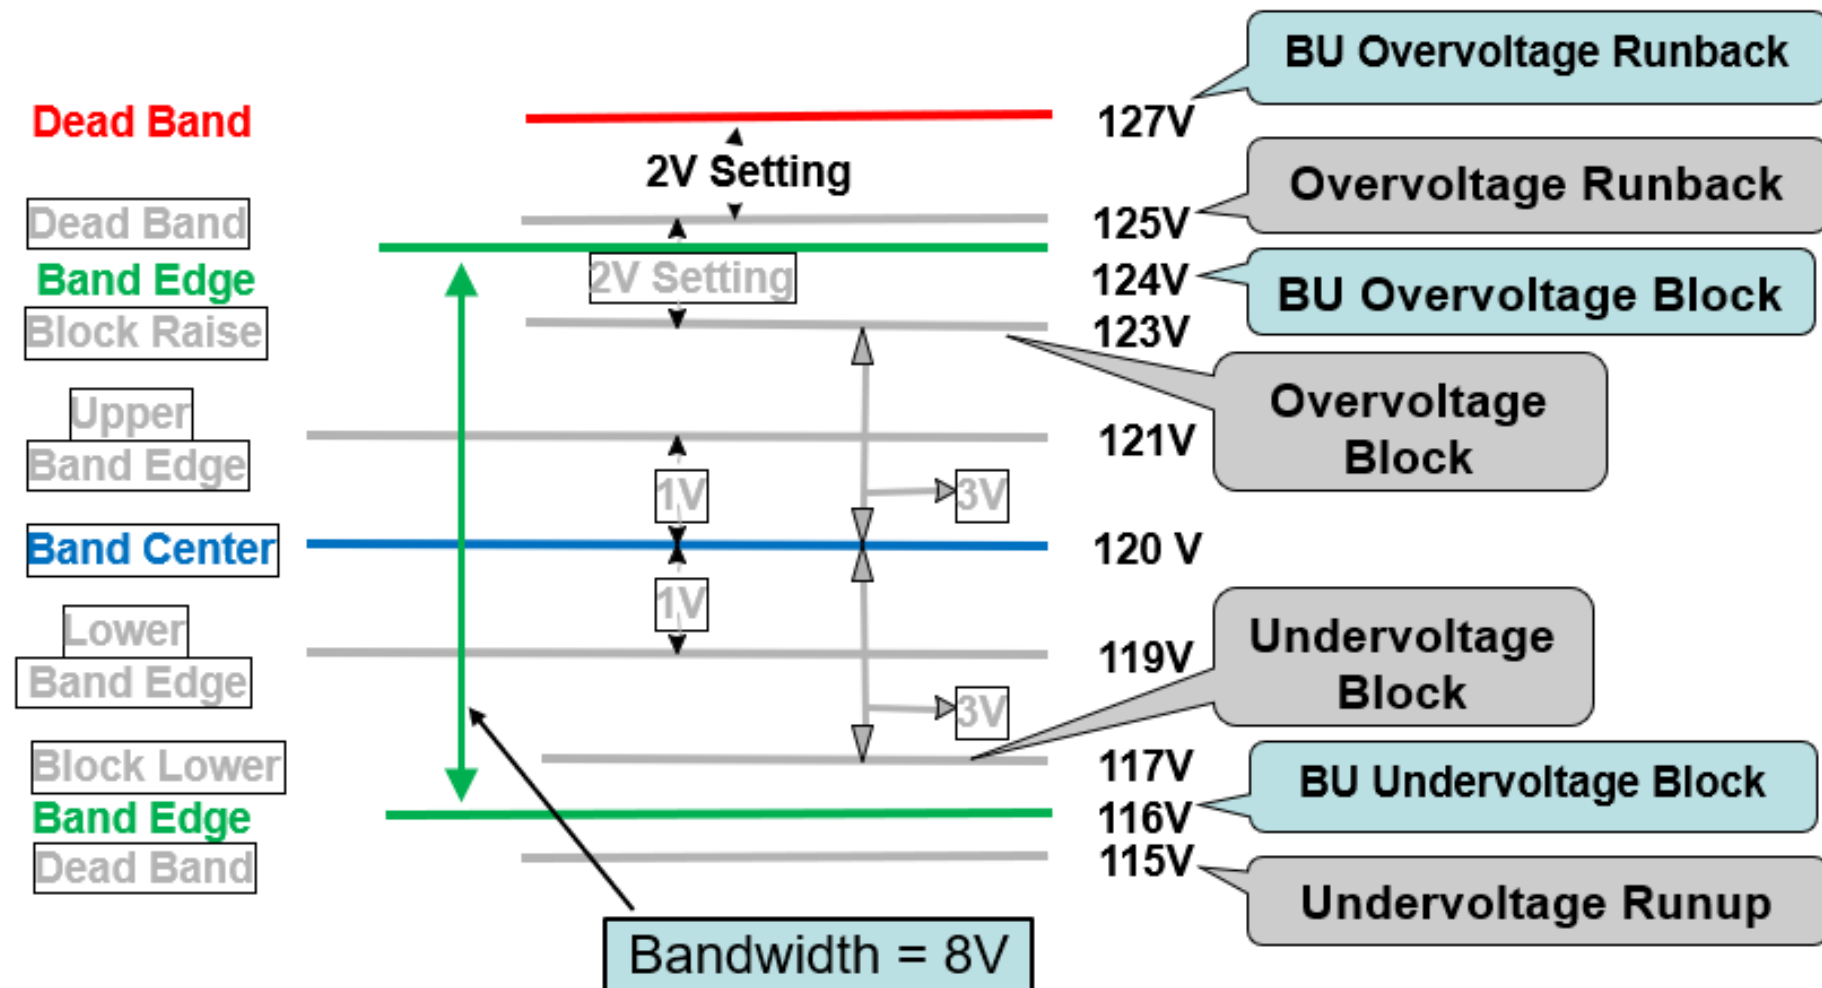 BU Overvoltage Runback
Dead Band
127V
2V Setting
Overvoltage Runback
Dead Band
125V
Band Edge
2V Setting
124V
BU Overvoltage Block
Block Raise
123V
Overvoltage
Block
Upper
Band Edge
121V
1V
3V
Band Center
120 V
1V
Lower
Band Edge
119V
Undervoltage
Block
3V
Block Lower
117V
BU Undervoltage Block
Band Edge
116V
Dead Band
115V
Undervoltage Runup
Bandwidth = 8V